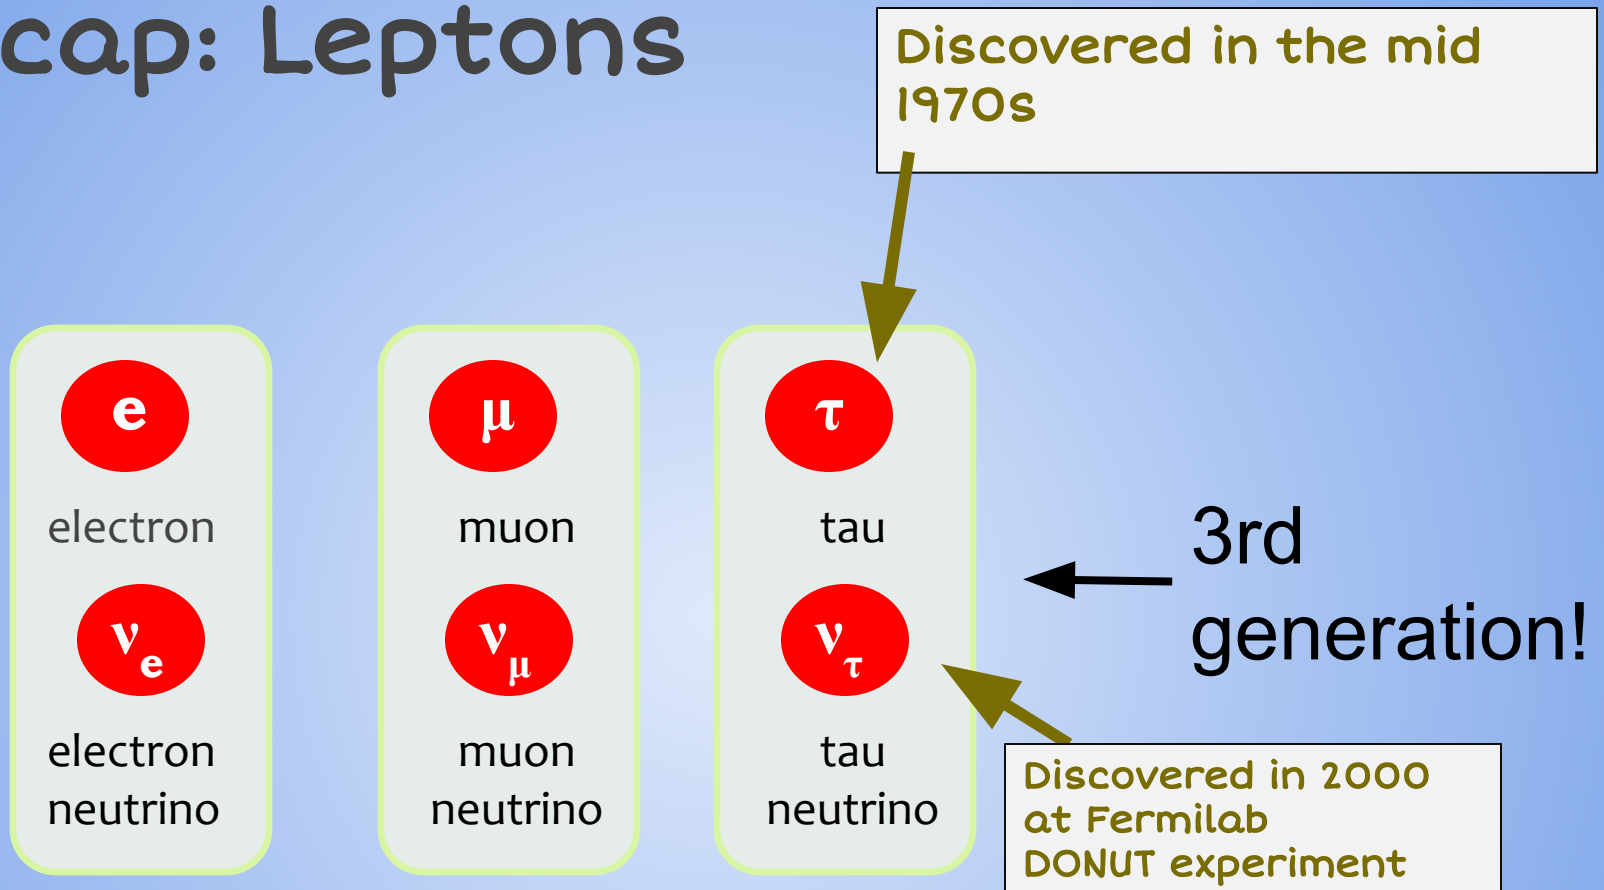 cap: Leptons
Discovered in the mid
1970s
e
μ
τ
electron
muon
tau
3rd
generation!
νe
νμ
ντ
electron
neutrino
muon
neutrino
tau
neutrino
Discovered in 2000
at Fermilab
DONUT experiment